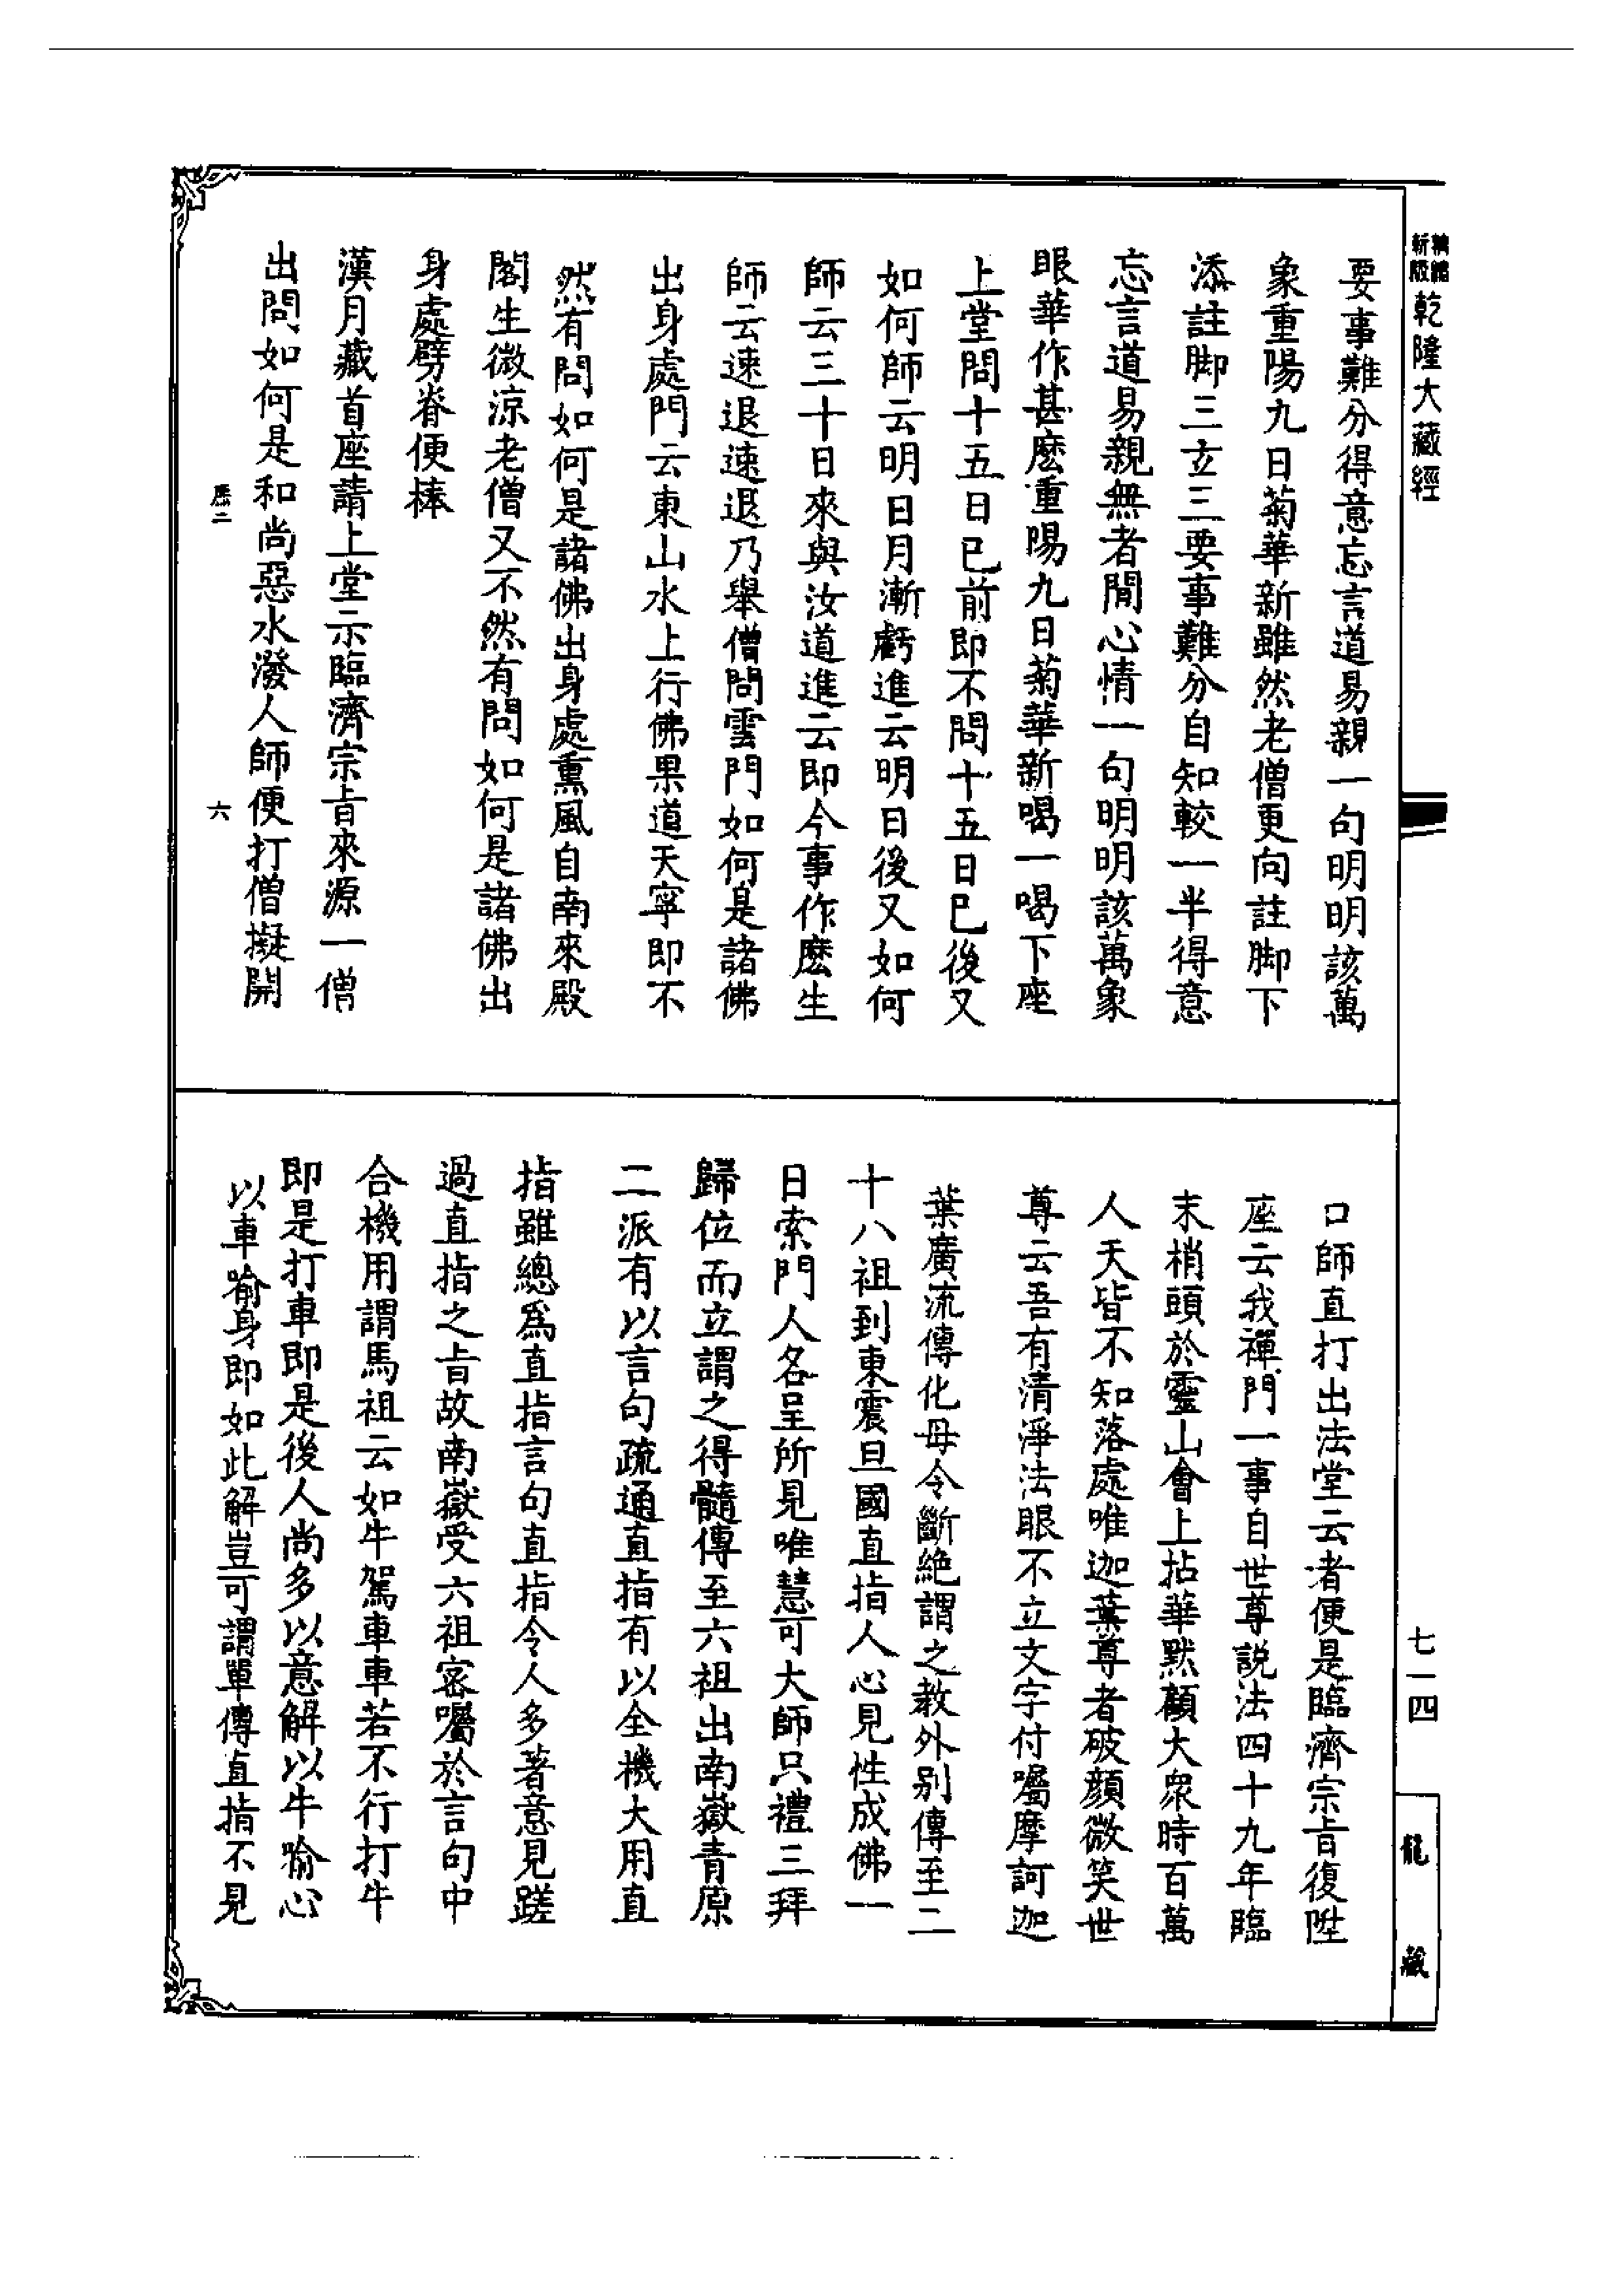 精縮
新版
乾隆大藏經
要事難分得意忘言道易親一句明明該萬
象重陽九日菊華新雖然老僧更向註脚下
添註脚三玄三要事難分自知較一半得意
忘言道易親無者閒心情一句明明該萬象
眼華作甚麽重陽九日菊華新喝一喝下座
上堂問十五日已前即不問十五日已後又
如何師云明日月漸虧進云明日後又如何
師云三十日來與汝道進云即今事作麽生
師云速退速退乃舉僧問雲門如何是諸佛
出身處門云東山水上行佛果道天寧即不
然有問如何是諸佛出身處熏風自南來殿
閣生微涼老僧又不然有問如何是諸佛出
身處劈脊便棒
漢月藏首座請上堂示臨濟宗旨來源一僧
出問如何是和尚惡水潑人師便打僧擬開
六
七一四
龍藏
口師直打出法堂云者便是臨濟宗旨復陞
座云我禪門一事自世尊説法四十九年臨
末梢頭於靈山會上拈華默顧大衆時百萬
人天皆不知落處唯迦葉尊者破顏微笑世
尊云吾有清淨法眼不立文字付囑摩訶迦
葉廣流傳化毋令斷絶謂之教外别傳至二
十八祖到東震旦國直指人心見性成佛一
日索門人各呈所見唯慧可大師只禮三拜
歸位而立謂之得髓傳至六祖出南嶽青原
二派有以言句疏通直指有以全機大用直
指雖總爲直指言句直指令人多著意見蹉
過直指之旨故南嶽受六祖密囑於言句中
合機用謂馬祖云如牛駕車車若不行打牛
即是打車即是後人尚多以意解以牛喻心
以車喻身即如此解豈可謂單傳直指不見